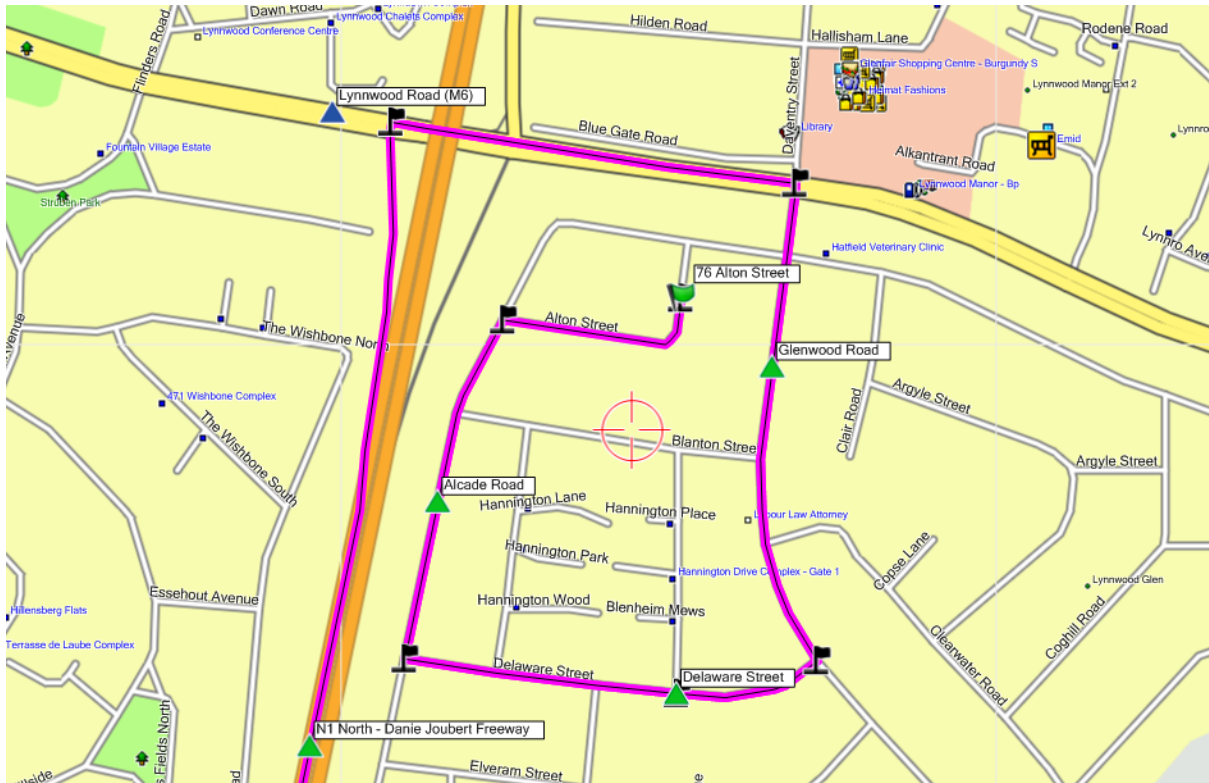 Dawn Road
Lynnwood Chalets Complex
Hilden Road
Hallisham Lane
Rodene Road
Lynnwood Conference Centre
Flinders Road
Glenfair Shopping Centre - Burgundy S
Heimat Fashions
Lynnwood Manor Ext 2
Lynnwood Road (M6)
Daventry Street
Blue Gate Road
Library
Emid
Fountain Village Estate
Alkantrant Road
Lynnwood Manor - Bp
Struben Park
Hatfield Veterinary Clinic
76 Alton Street
Alton Street
The Wishbone North
Glenwood Road
471 Wishbone Complex
Argyle Street
The Wishbone South
Clair Road
Blanton Street
Argyle Street
Alcade Road
Hannington Lane
Hannington Place
Labour Law Attorney
Hannington Park
Copse Lane
Hannington Drive Complex - Gate 1
Lynnwood Glen
Essehout Avenue
Hannington Wood
Blenheim Mews
Hillensberg Flats
Coghill Road
Clearwater Road
Terrasse de Laube Complex
Delaware Street
Delaware Street
N1 North - Danie Joubert Freeway
Fields North
Elveram Street